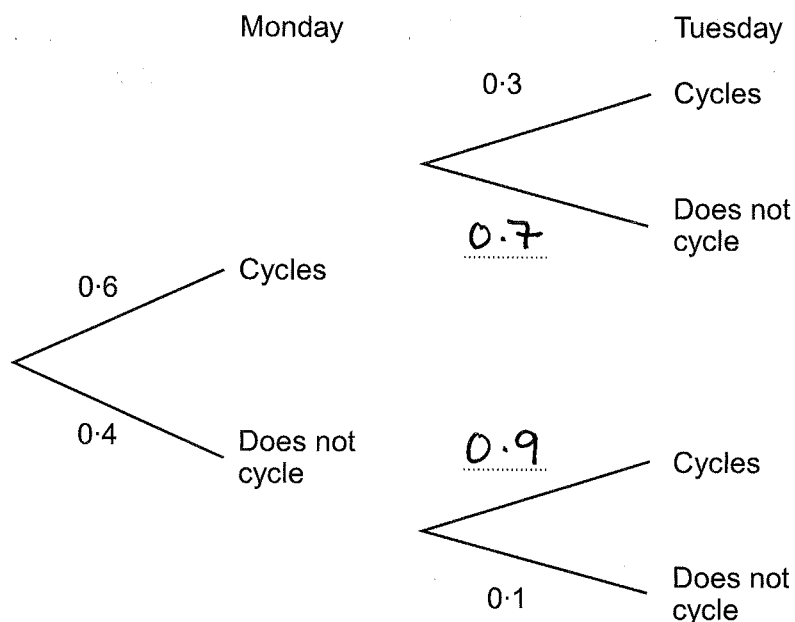 Monday
Tuesday
0·3
Cycles
Does not
cycle
0.7
0·6
Cycles
0·4
Does not
cycle
0.9
Cycles
0·1
Does not
cycle